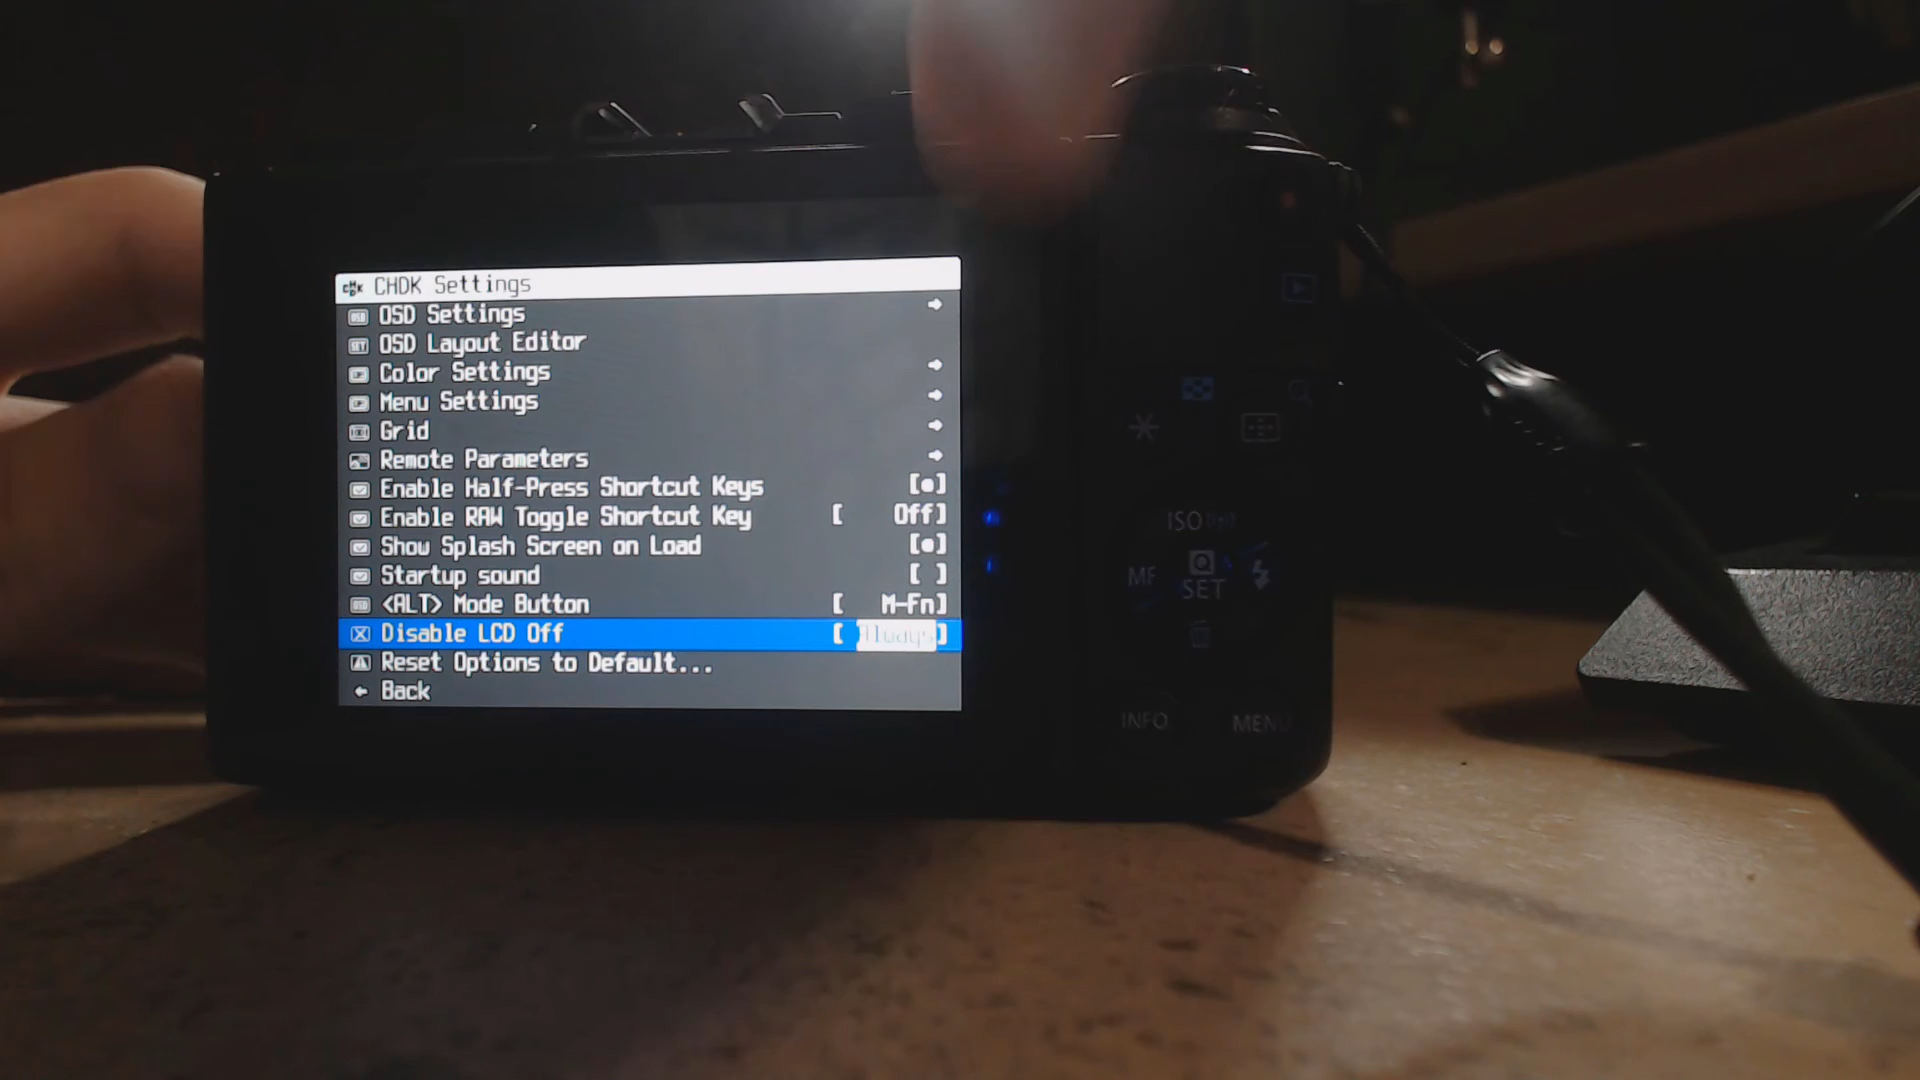 CHDK Settings
OSD Settings
OSD Layout Editor
Color Settings
Menu Settings
Grid
Remote Parameters
Enable Half-Press Shortcut Keys [●]
Enable RAW Toggle Shortcut Key [ Off]
Show Splash Screen on Load [●]
Startup sound [ ]
<ALT> Mode Button [ M-Fn]
Disable LCD Off [ Always]
Reset Options to Default...
Back
ISO
MF
SET
INFO
MENU